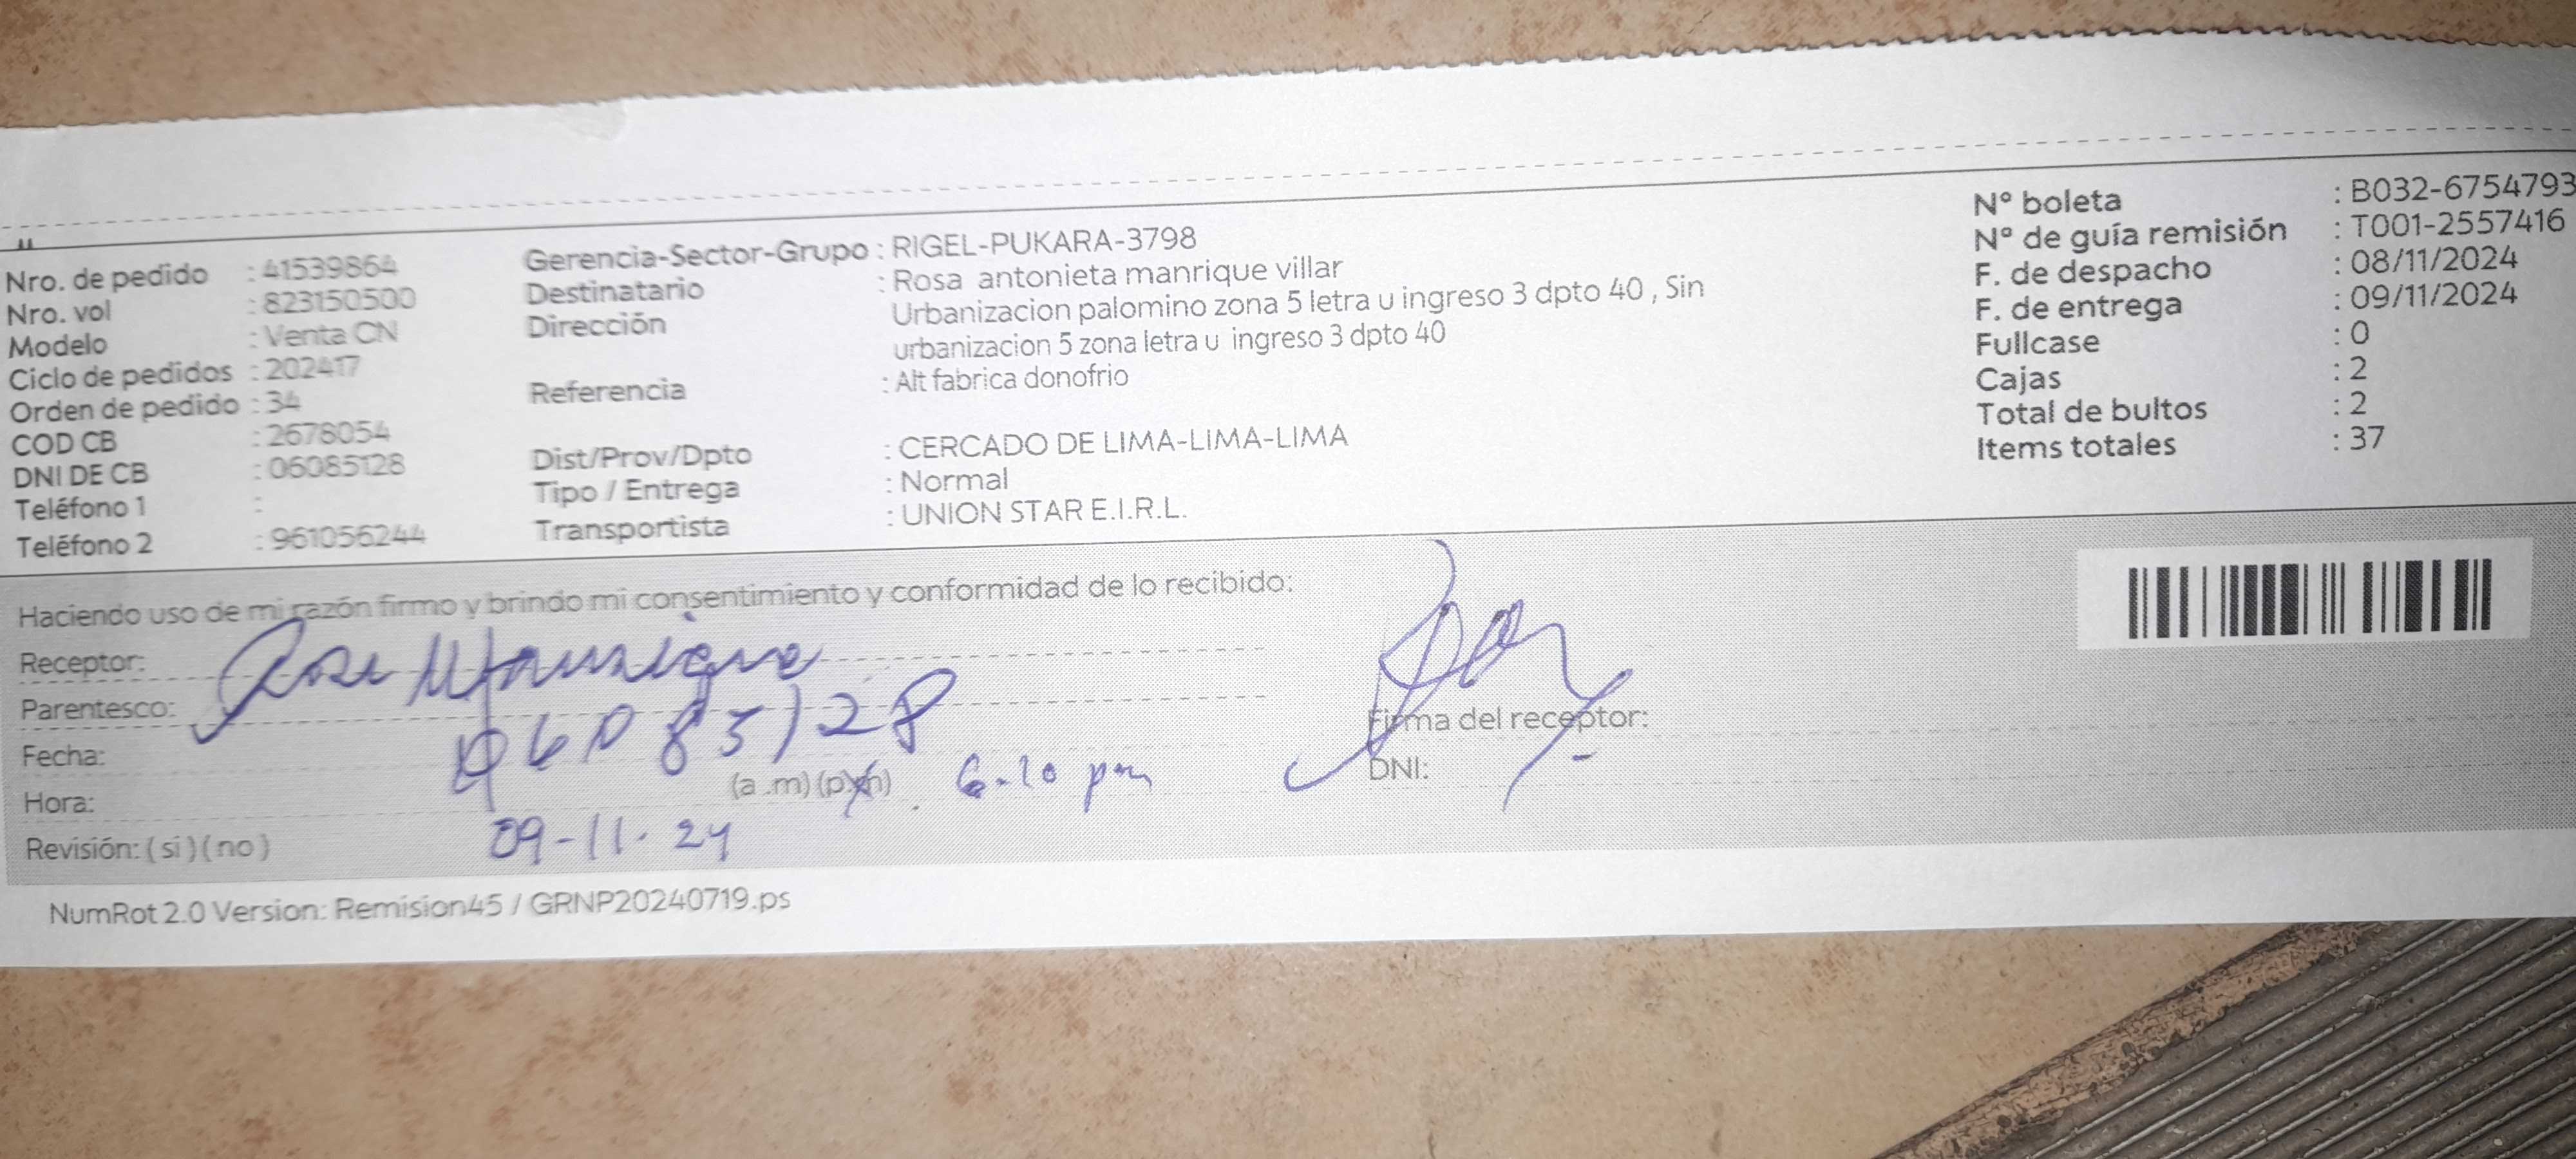 Nro. de pedido : 41539864
Nro. vol : 823150500
Modelo : Venta CN
Ciclo de pedidos : 202417
Orden de pedido : 34
COD CB : 2678054
DNI DE CB : 06085128
Teléfono 1 :
Teléfono 2 : 961056244
Gerencia-Sector-Grupo : RIGEL-PUKARA-3798
Destinatario : Rosa antonieta manrique villar
Dirección Urbanizacion palomino zona 5 letra u ingreso 3 dpto 40 , Sin
urbanizacion 5 zona letra u ingreso 3 dpto 40
Referencia : Alt fabrica donofrio
Dist/Prov/Dpto : CERCADO DE LIMA-LIMA-LIMA
Tipo / Entrega : Normal
Transportista : UNION STAR E.I.R.L.
Nº boleta : B032-6754793
Nº de guía remisión : T001-2557416
F. de despacho : 08/11/2024
F. de entrega : 09/11/2024
Fullcase : 0
Cajas : 2
Total de bultos : 2
Items totales : 37
Haciendo uso de mi razón firmo y brindo mi consentimiento y conformidad de lo recibido:
Receptor: Rosa Manrique
Parentesco:
06085128
Fecha:
Hora: (a .m) (p.m) 6-10 pm
09-11-24
Revisión: ( si ) ( no )
Firma del receptor:
DNI:
NumRot 2.0 Version: Remision45 / GRNP20240719.ps